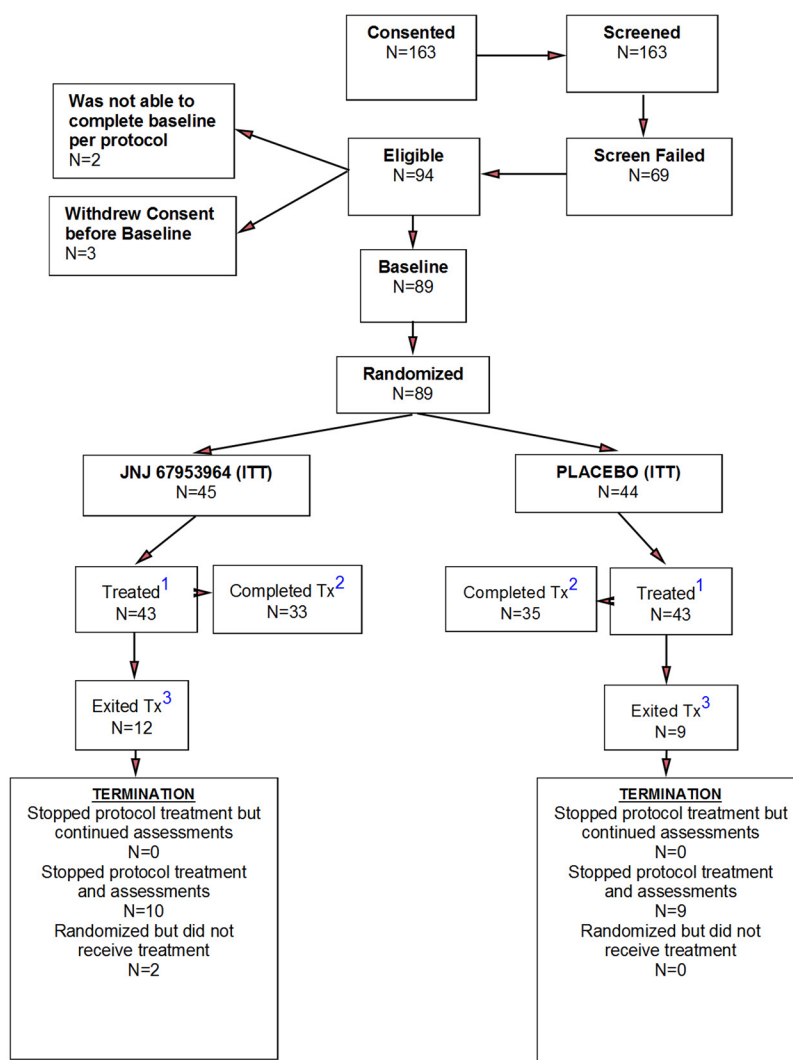 Consented
N=163
Screened
N=163
Was not able to
complete baseline
per protocol
N=2
Eligible
N=94
Screen Failed
N=69
Withdrew Consent
before Baseline
N=3
Baseline
N=89
Randomized
N=89
JNJ 67953964 (ITT)
N=45
PLACEBO (ITT)
N=44
Treated1
N=43
Completed Tx2
N=33
Completed Tx2
N=35
Treated1
N=43
Exited Tx3
N=12
Exited Tx3
N=9
TERMINATION
Stopped protocol treatment but
continued assessments
N=0
Stopped protocol treatment
and assessments
N=10
Randomized but did not
receive treatment
N=2
TERMINATION
Stopped protocol treatment but
continued assessments
N=0
Stopped protocol treatment
and assessments
N=9
Randomized but did not
receive treatment
N=0